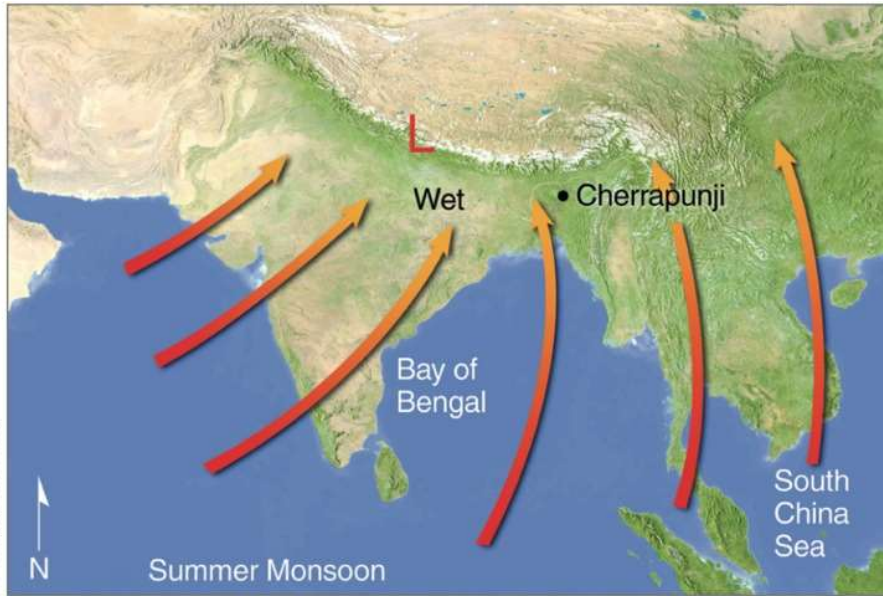 L
Wet
Cherrapunji
Bay of
Bengal
South
China
Sea
N
Summer Monsoon